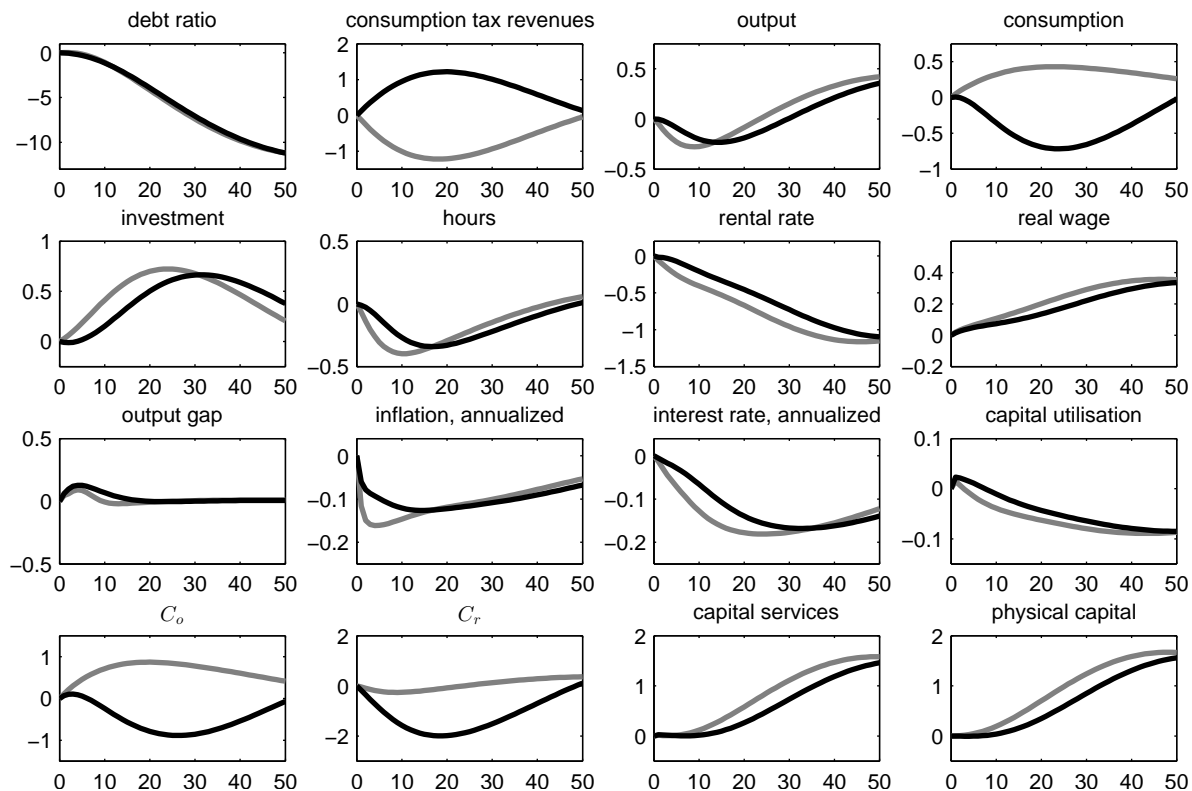 debt ratio
consumption tax revenues
output
consumption
0
−5
−10
0 10 20 30 40 50
2
1
0
−1
0 10 20 30 40 50
0.5
0
−0.5
0 10 20 30 40 50
0.5
0
−0.5
−1
0 10 20 30 40 50
investment
hours
rental rate
real wage
1
0.5
0
0 10 20 30 40 50
0.5
0
−0.5
0 10 20 30 40 50
0
−0.5
−1
−1.5
0 10 20 30 40 50
0.4
0.2
0
−0.2
0 10 20 30 40 50
output gap
inflation, annualized
interest rate, annualized
capital utilisation
0.5
0
−0.5
0 10 20 30 40 50
0
−0.1
−0.2
0 10 20 30 40 50
0
−0.1
−0.2
0 10 20 30 40 50
0.1
0
−0.1
0 10 20 30 40 50
C_o
C_r
capital services
physical capital
1
0
−1
0 10 20 30 40 50
2
0
−2
0 10 20 30 40 50
2
1
0
0 10 20 30 40 50
2
1
0
0 10 20 30 40 50